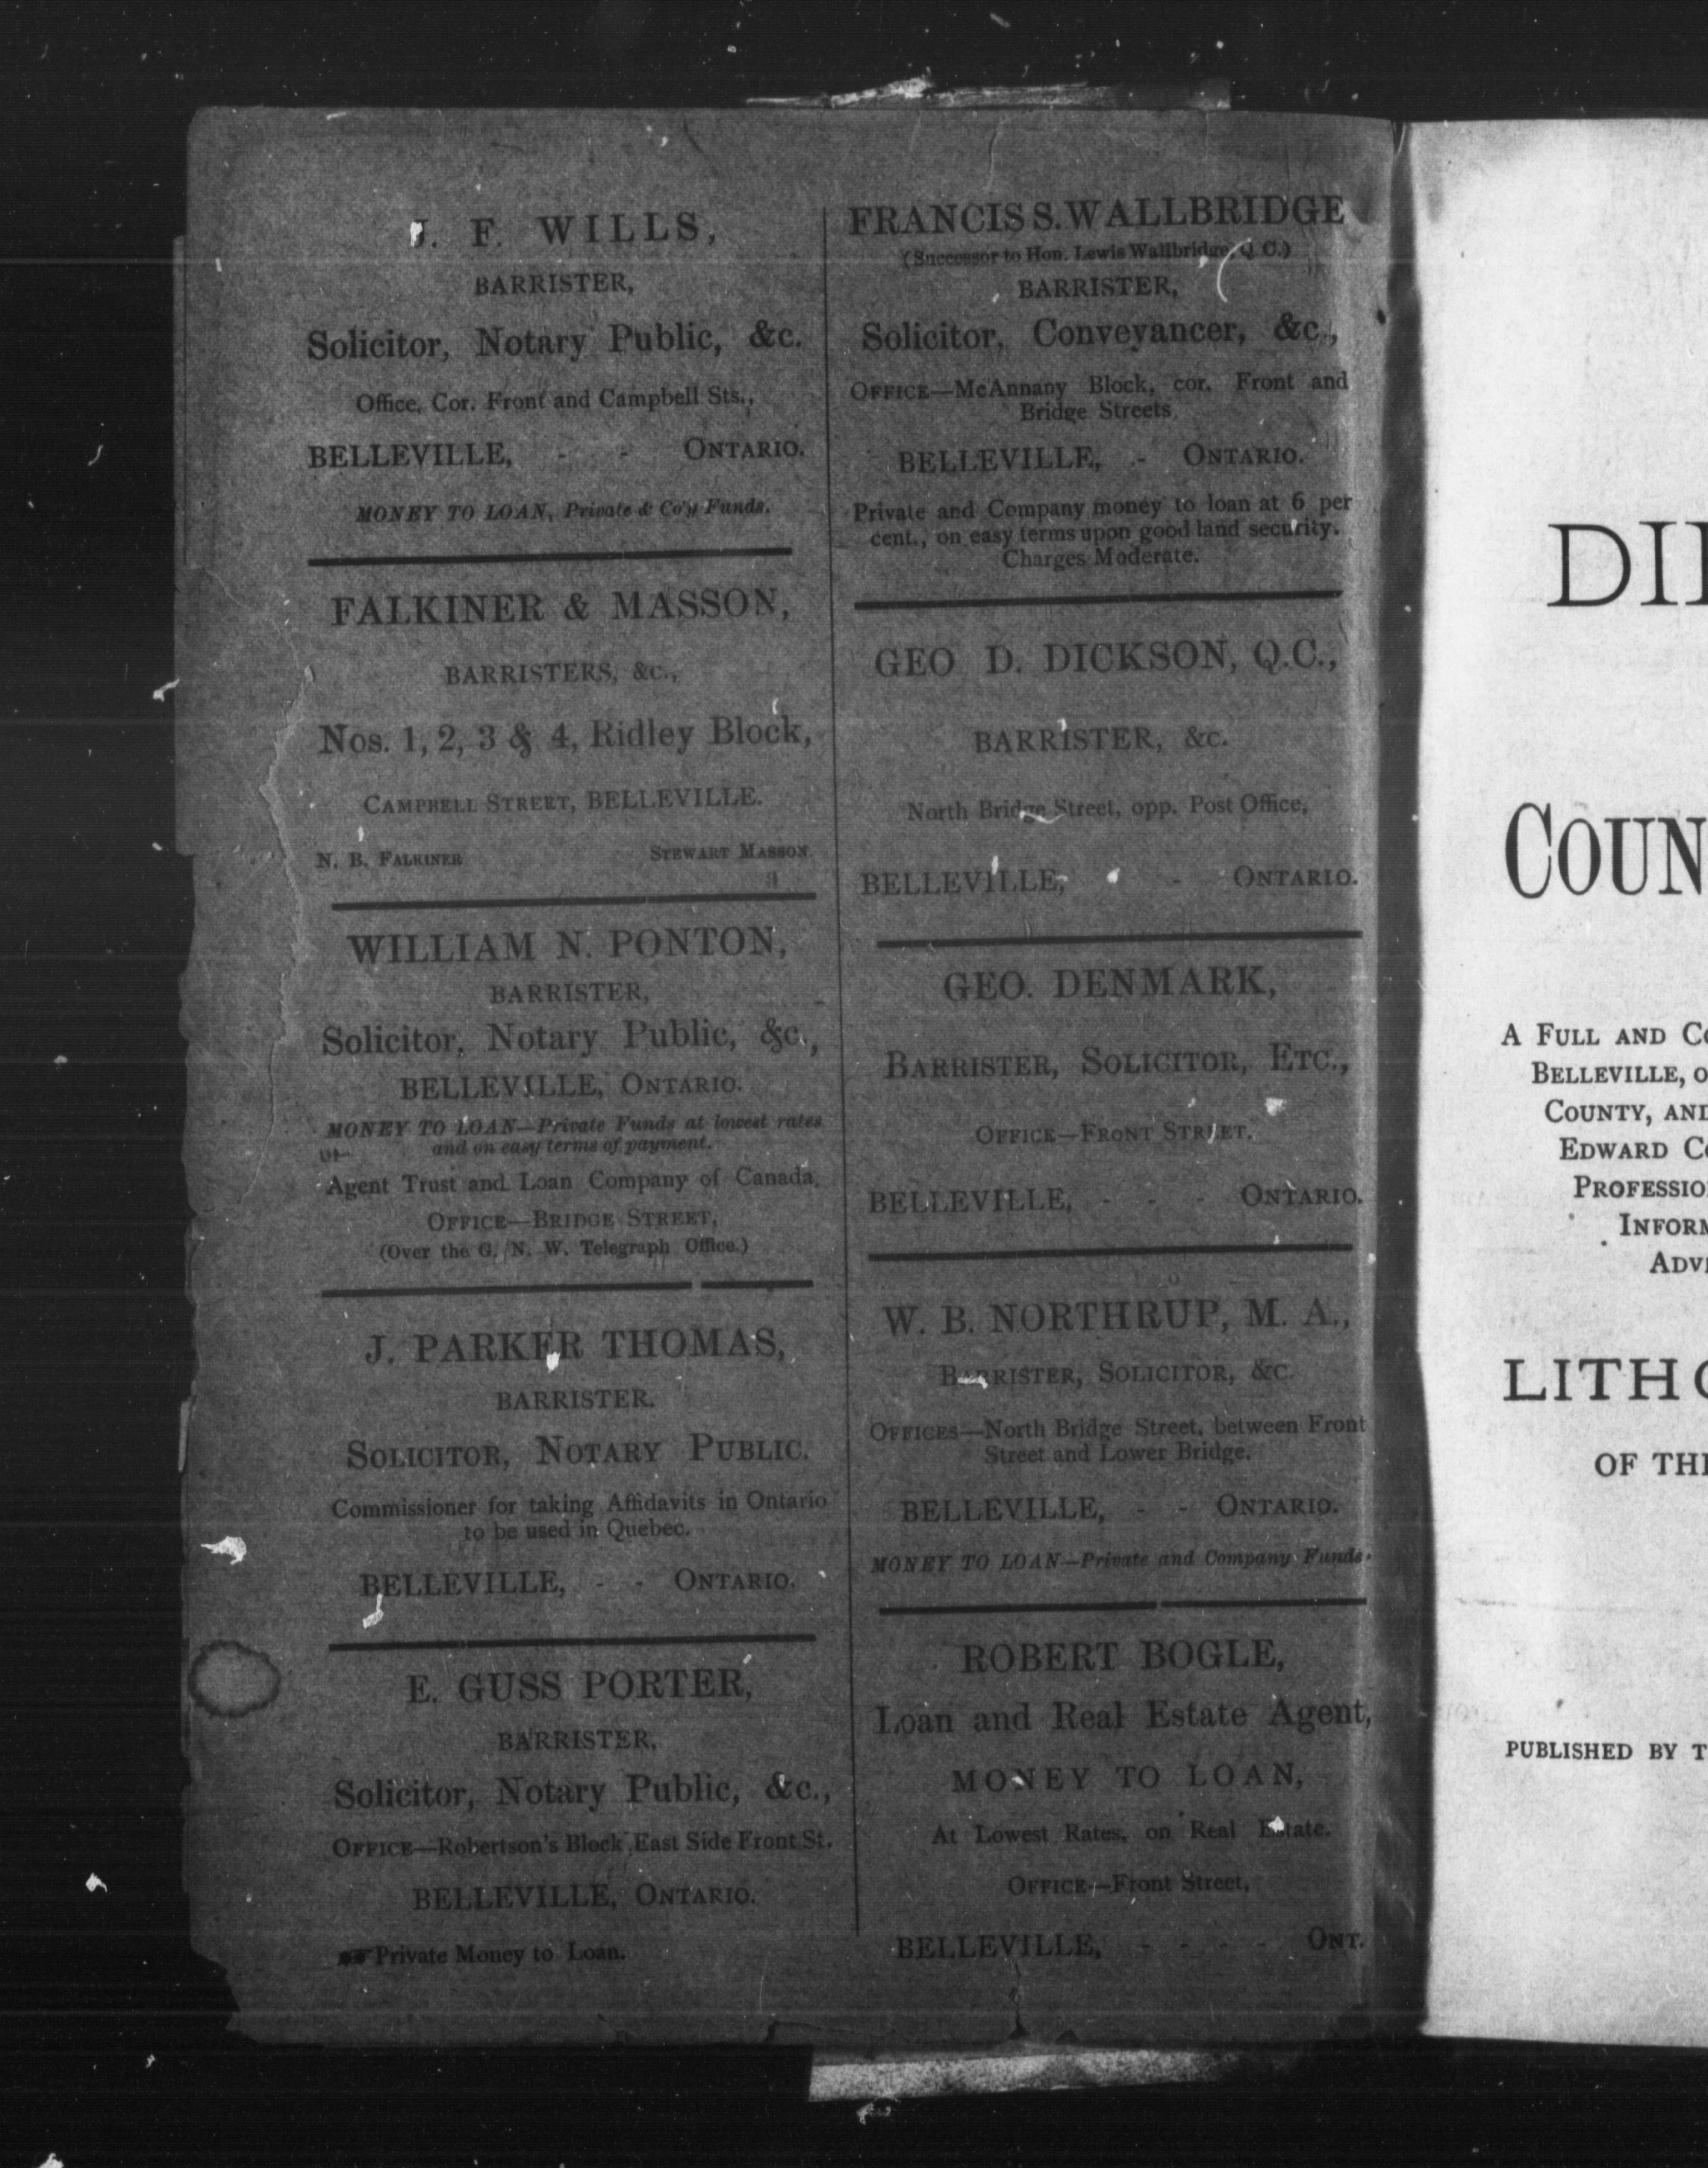 J. F. WILLS,
BARRISTER,
Solicitor, Notary Public, &c.
Office, Cor. Front and Campbell Sts.,
BELLEVILLE, - - ONTARIO.
MONEY TO LOAN, Private & Co'y Funds.
FALKINER & MASSON,
BARRISTERS, &c.,
Nos. 1, 2, 3 & 4, Ridley Block,
CAMPBELL STREET, BELLEVILLE.
N. B. FALKINER STEWART MASSON.
WILLIAM N. PONTON,
BARRISTER,
Solicitor, Notary Public, &c.,
BELLEVILLE, ONTARIO.
MONEY TO LOAN—Private Funds at lowest rates
and on easy terms of payment.
Agent Trust and Loan Company of Canada.
OFFICE—BRIDGE STREET,
(Over the G. N. W. Telegraph Office.)
J. PARKER THOMAS,
BARRISTER.
SOLICITOR, NOTARY PUBLIC.
Commissioner for taking Affidavits in Ontario
to be used in Quebec.
BELLEVILLE, - - ONTARIO.
E. GUSS PORTER,
BARRISTER,
Solicitor, Notary Public, &c.,
OFFICE—Robertson's Block East Side Front St.
BELLEVILLE, ONTARIO.
Private Money to Loan.
FRANCIS S. WALLBRIDGE
(Successor to Hon. Lewis Wallbridge, Q. C.)
BARRISTER,
Solicitor, Conveyancer, &c.,
OFFICE—McAnnany Block, cor. Front and
Bridge Streets.
BELLEVILLE, - ONTARIO.
Private and Company money to loan at 6 per
cent., on easy terms upon good land security.
Charges Moderate.
GEO D. DICKSON, Q.C.,
BARRISTER, &c.
North Bridge Street, opp. Post Office,
BELLEVILLE, - - ONTARIO.
GEO. DENMARK,
BARRISTER, SOLICITOR, ETC.,
OFFICE—FRONT STREET.
BELLEVILLE, - - - ONTARIO.
W. B. NORTHRUP, M. A.,
BARRISTER, SOLICITOR, &c.
OFFICES—North Bridge Street, between Front
Street and Lower Bridge.
BELLEVILLE, - - ONTARIO.
MONEY TO LOAN—Private and Company Funds.
ROBERT BOGLE,
Loan and Real Estate Agent,
MONEY TO LOAN,
At Lowest Rates, on Real Estate.
OFFICE—Front Street,
BELLEVILLE, - - - - ONT.
DI
COUN
A FULL AND CO
BELLEVILLE, O
COUNTY, AND
EDWARD CO
PROFESSIO
INFORM
ADV
LITHO
OF TH
PUBLISHED BY T